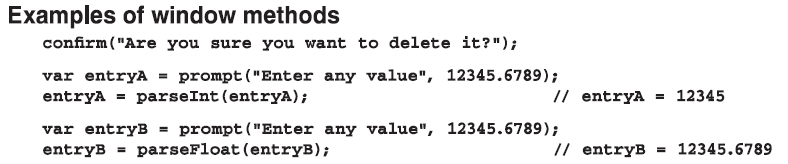 Examples of window methods
confirm("Are you sure you want to delete it?");
var entryA = prompt("Enter any value", 12345.6789);
entryA = parseInt(entryA); // entryA = 12345
var entryB = prompt("Enter any value", 12345.6789);
entryB = parseFloat(entryB); // entryB = 12345.6789